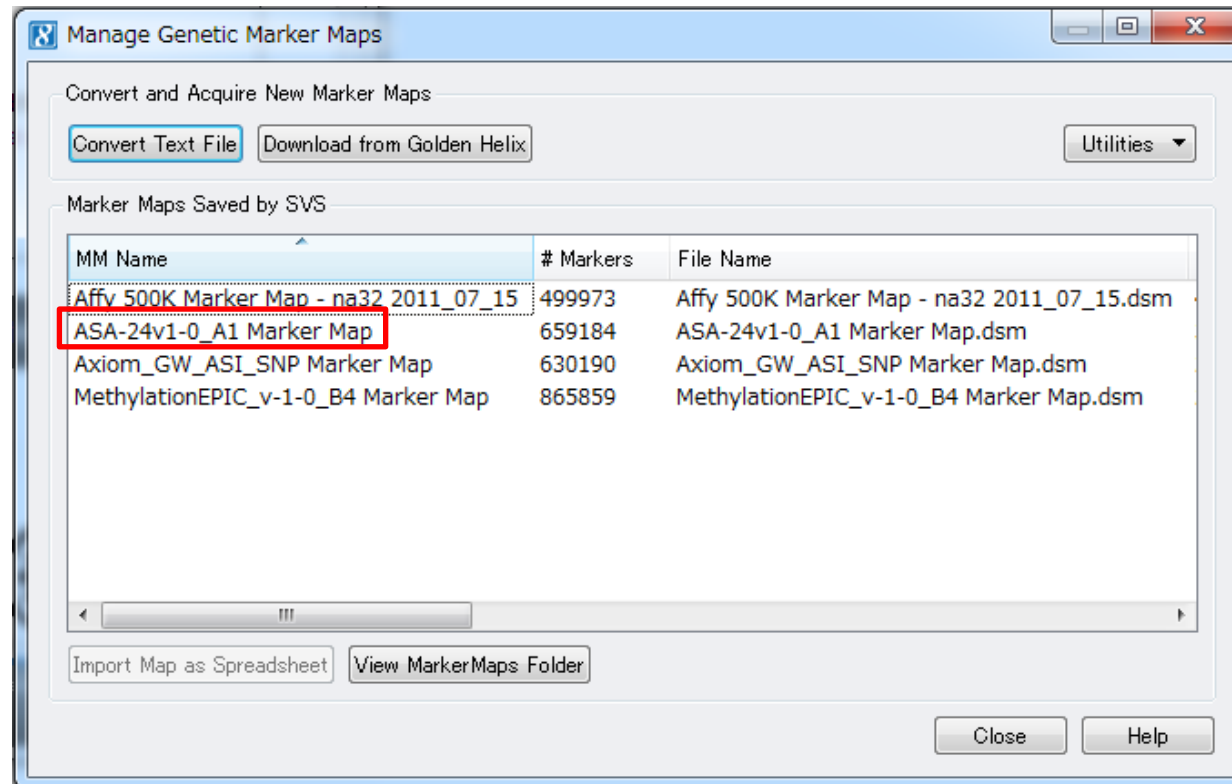 Manage Genetic Marker Maps
Convert and Acquire New Marker Maps
Convert Text File Download from Golden Helix Utilities
Marker Maps Saved by SVS
MM Name # Markers File Name
Affy 500K Marker Map - na32 2011_07_15 499973 Affy 500K Marker Map - na32 2011_07_15.dsm
ASA-24v1-0_A1 Marker Map 659184 ASA-24v1-0_A1 Marker Map.dsm
Axiom_GW_ASI_SNP Marker Map 630190 Axiom_GW_ASI_SNP Marker Map.dsm
MethylationEPIC_v-1-0_B4 Marker Map 865859 MethylationEPIC_v-1-0_B4 Marker Map.dsm
Import Map as Spreadsheet View MarkerMaps Folder
Close Help